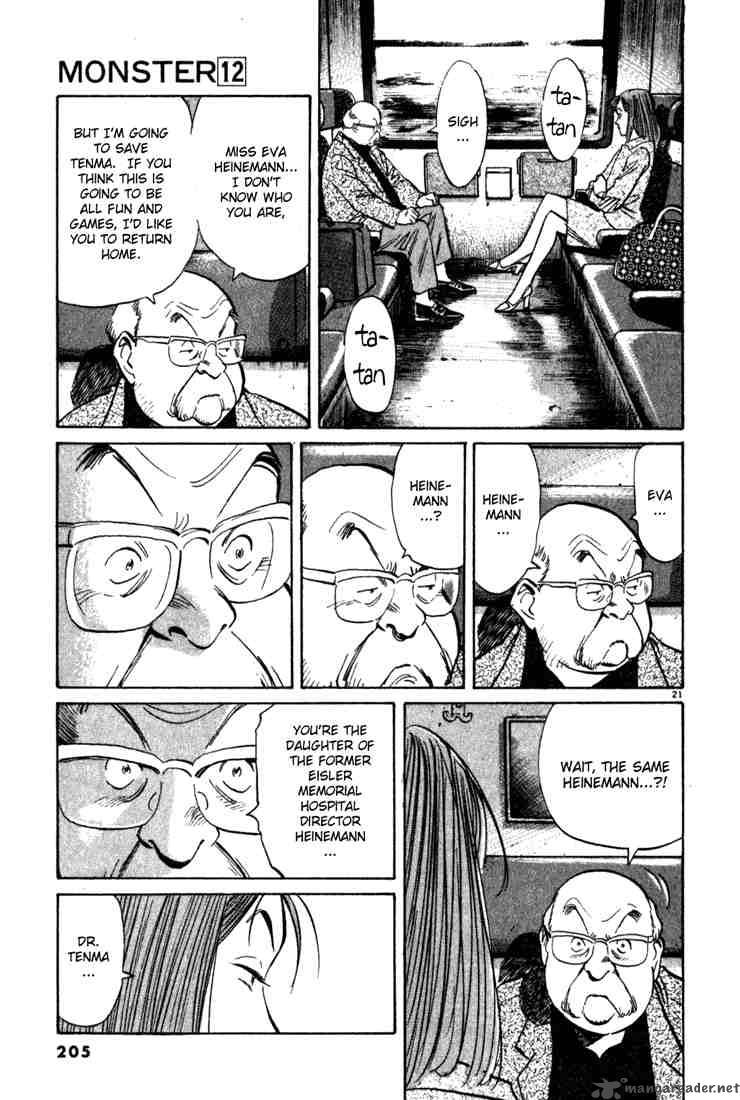 MONSTER 12
SIGH
...
ta-
tan
ta-
tan
MISS EVA
HEINEMANN...
I DON'T
KNOW WHO
YOU ARE,
BUT I'M GOING
TO SAVE
TENMA. IF YOU
THINK THIS IS
GOING TO BE
ALL FUN AND
GAMES, I'D LIKE
YOU TO RETURN
HOME.
EVA
...
HEINE-
MANN
...
HEINE-
MANN
...?
21
WAIT, THE SAME
HEINEMANN...?!
YOU'RE THE
DAUGHTER OF
THE FORMER
EISLER
MEMORIAL
HOSPITAL
DIRECTOR
HEINEMANN
...
DR.
TENMA
...
205
mangareader.net